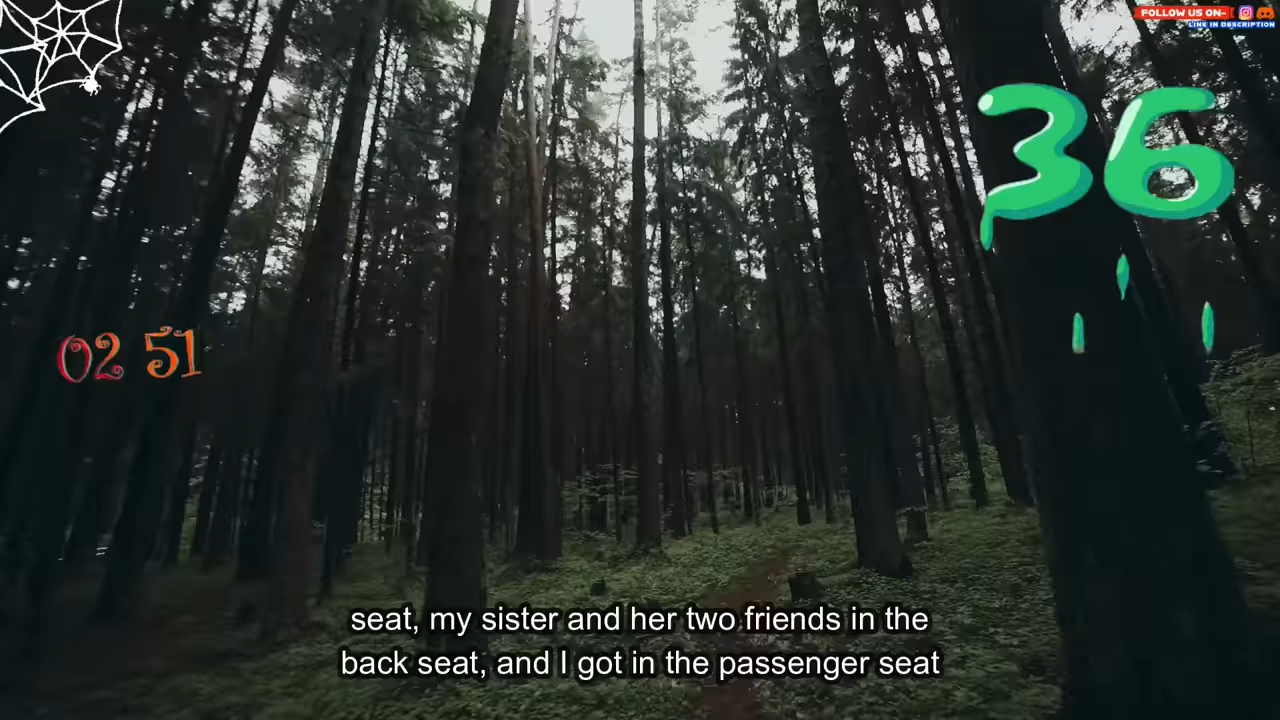 FOLLOW US ON-
LINK IN DESCRIPTION
36
02 51
seat, my sister and her two friends in the
back seat, and I got in the passenger seat